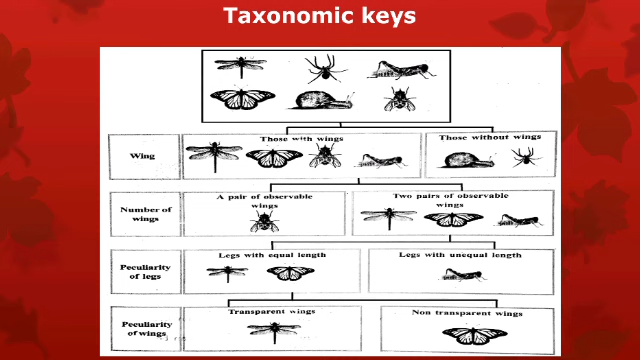 Taxonomic keys
Those with wings
Those without wings
Wing
A pair of observable
wings
Two pairs of observable
wings
Number of
wings
Legs with equal length
Legs with unequal length
Peculiarity
of legs
Transparent wings
Non transparent wings
Peculiarity
of wings